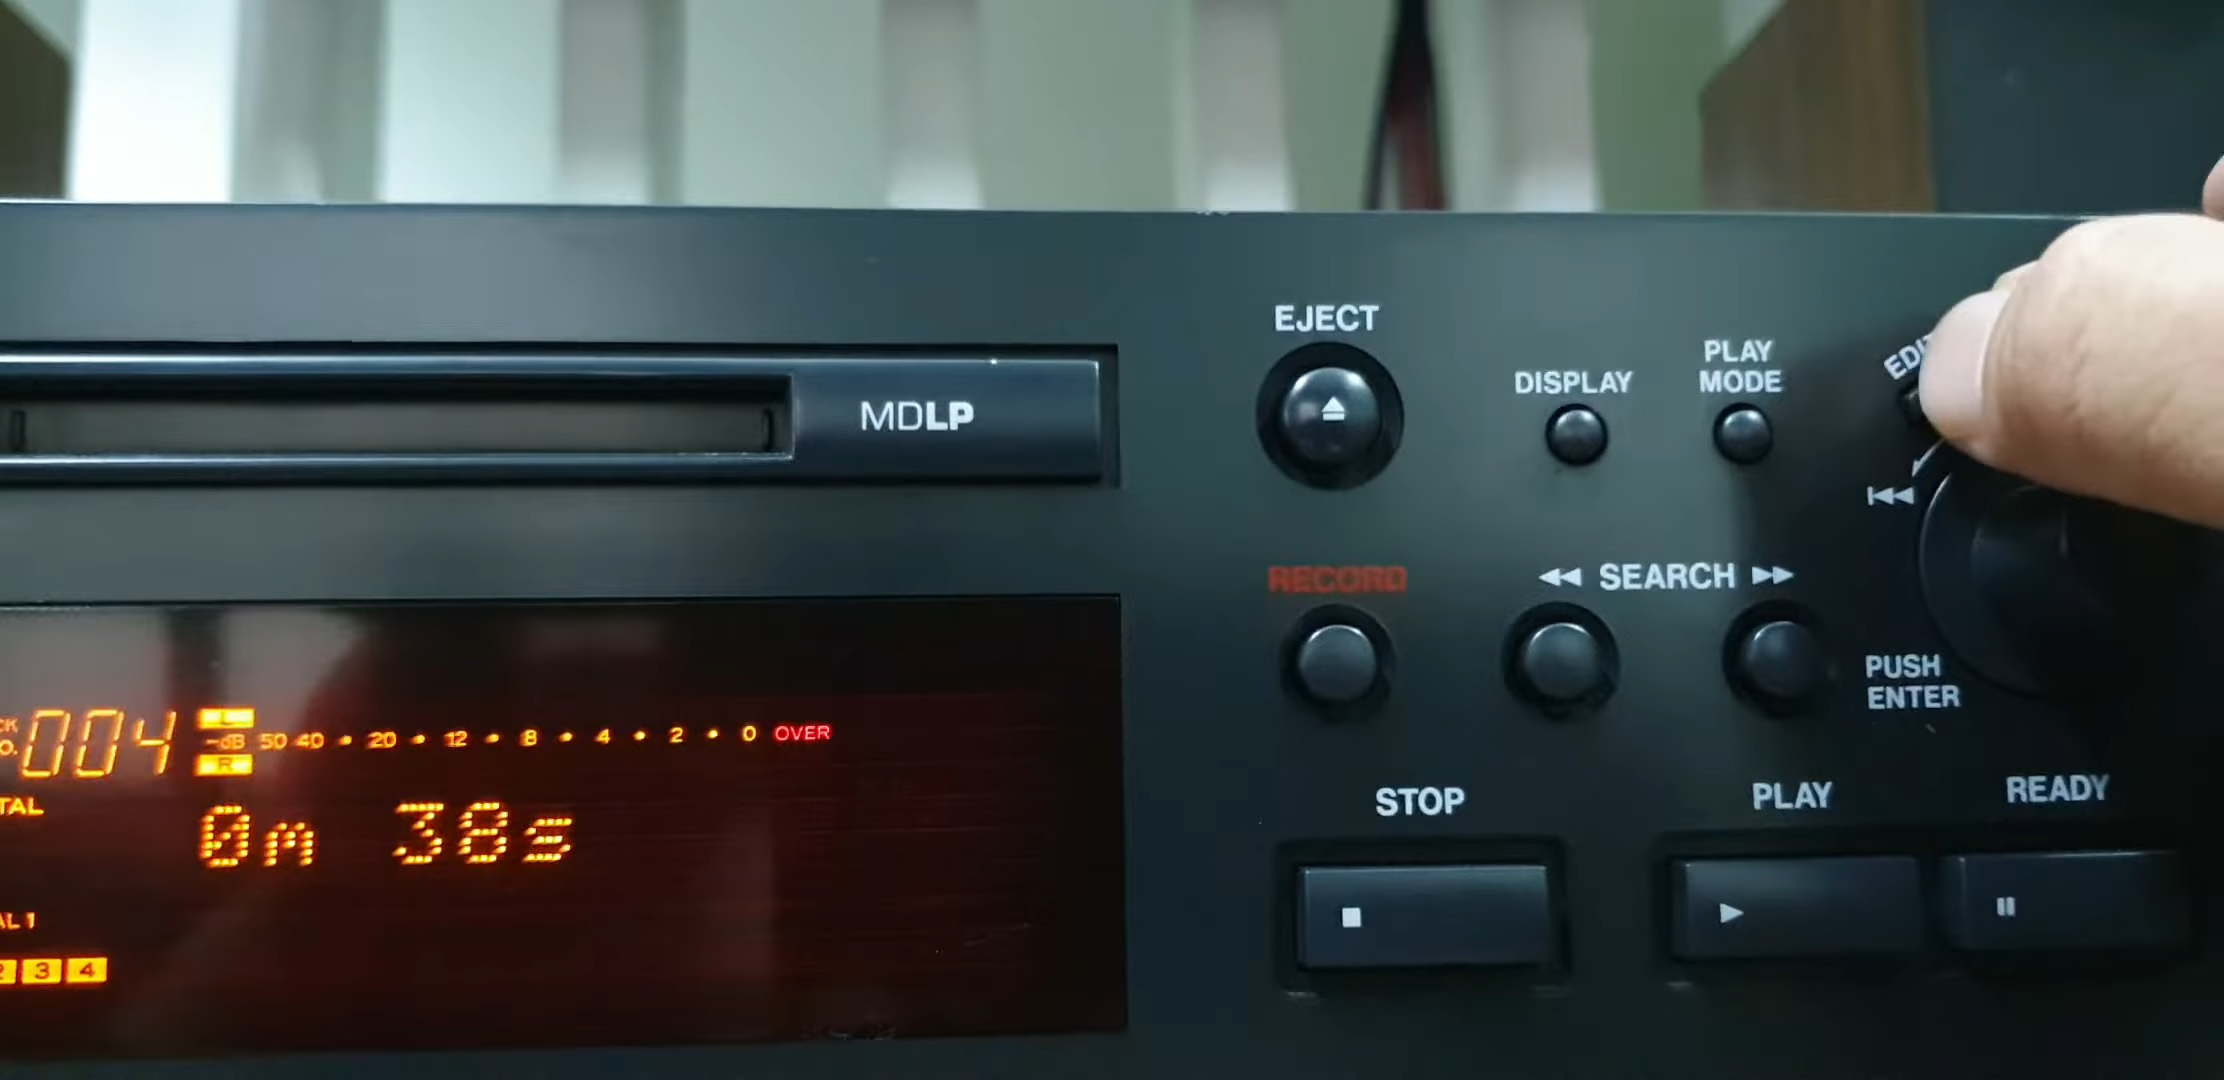 EJECT
PLAY
MODE
DISPLAY
MDLP
RECORD
SEARCH
PUSH
ENTER
004
L
-dB 50 40 • 20 • 12 • 8 • 4 • 2 • 0 OVER
R
0m 38s
STOP
PLAY
READY
3 4